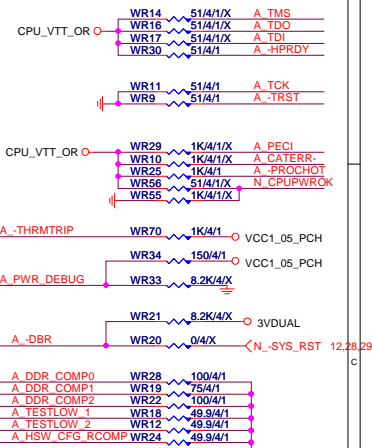 WR14 51/4/1/X A_TMS
CPU_VTT_OR WR16 51/4/1/X A_TDO
WR17 51/4/1/X A_TDI
WR30 51/4/1 A_-HPRDY
WR11 51/4/1 A_TCK
WR9 51/4/1 A_-TRST
CPU_VTT_OR WR29 1K/4/1/X A_PECI
WR10 1K/4/1/X A_CATERR-
WR25 1K/4/1 A_-PROCHOT
WR56 51/4/1/X N_CPUPWROK
WR55 1K/4/1/X
A_-THRMTRIP WR70 1K/4/1 VCC1_05_PCH
WR34 150/4/1 VCC1_05_PCH
A_PWR_DEBUG WR33 8.2K/4/X
WR21 8.2K/4/X 3VDUAL
A_-DBR WR20 0/4/X N_-SYS_RST 12,28,29
C
A_DDR_COMP0 WR28 100/4/1
A_DDR_COMP1 WR19 75/4/1
A_DDR_COMP2 WR22 100/4/1
A_TESTLOW_1 WR18 49.9/4/1
A_TESTLOW_2 WR12 49.9/4/1
A_HSW_CFG_RCOMP WR24 49.9/4/1